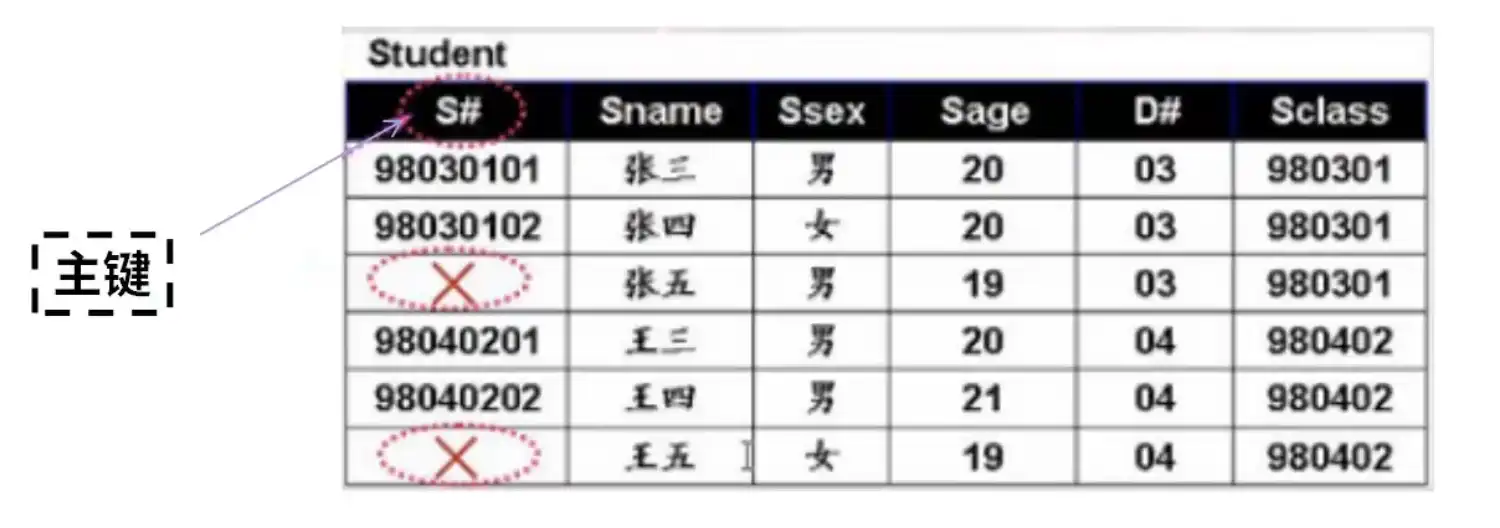 Student
S# Sname Ssex Sage D# Sclass
98030101 张三 男 20 03 980301
98030102 张四 女 20 03 980301
张五 男 19 03 980301
98040201 王三 男 20 04 980402
98040202 王四 男 21 04 980402
王五 女 19 04 980402
主键